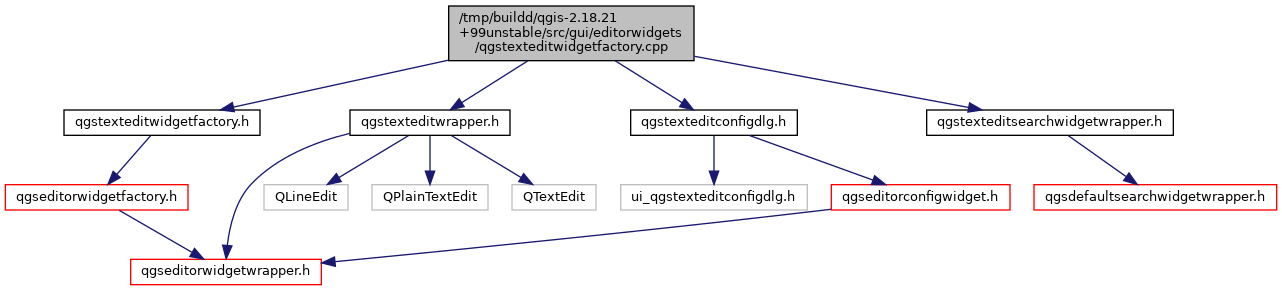 /tmp/buildd/qgis-2.18.21
+99unstable/src/gui/editorwidgets
/qgstexteditwidgetfactory.cpp
qgstexteditwidgetfactory.h
qgstexteditwrapper.h
qgstexteditconfigdlg.h
qgstexteditsearchwidgetwrapper.h
qgseditorwidgetfactory.h
QLineEdit
QPlainTextEdit
QTextEdit
ui_qgstexteditconfigdlg.h
qgseditorconfigwidget.h
qgsdefaultsearchwidgetwrapper.h
qgseditorwidgetwrapper.h